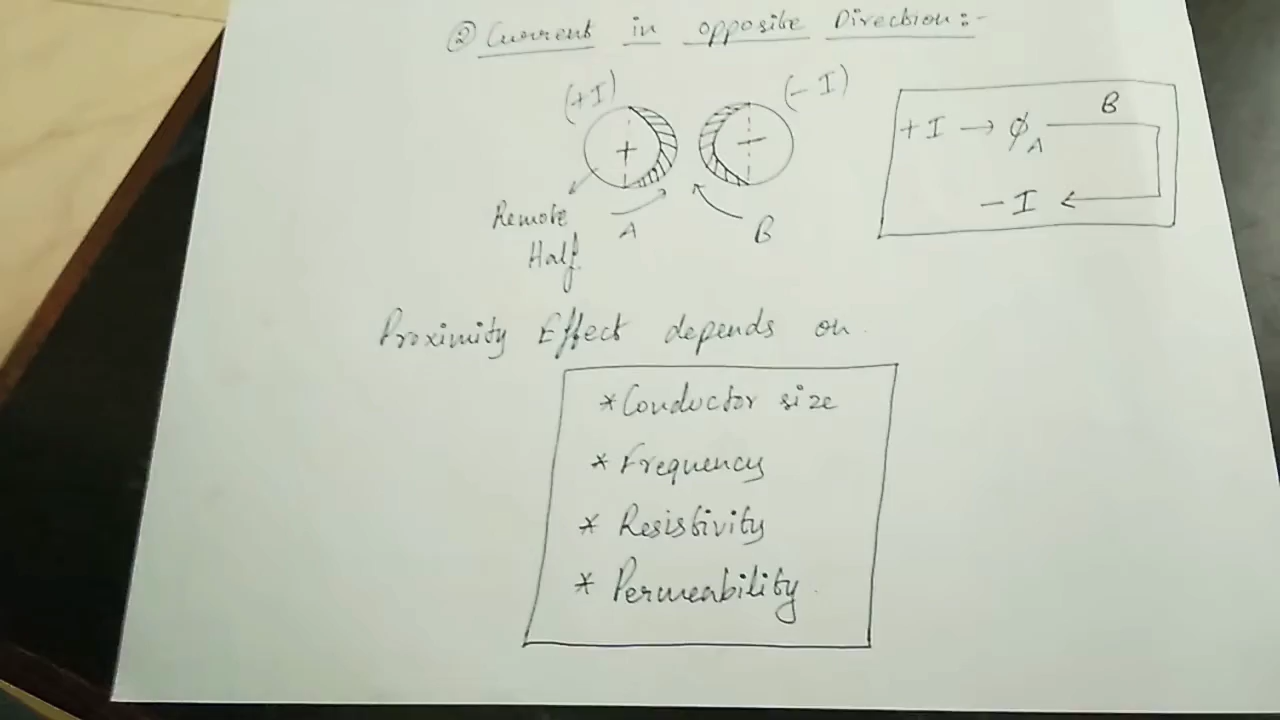 ② Current in opposite Direction:-
(+I) (- I)
+ -
Remote
Half
A B
+I → ϕA B
- I ←
Proximity Effect depends on
* Conductor size
* Frequency
* Resistivity
* Permeability